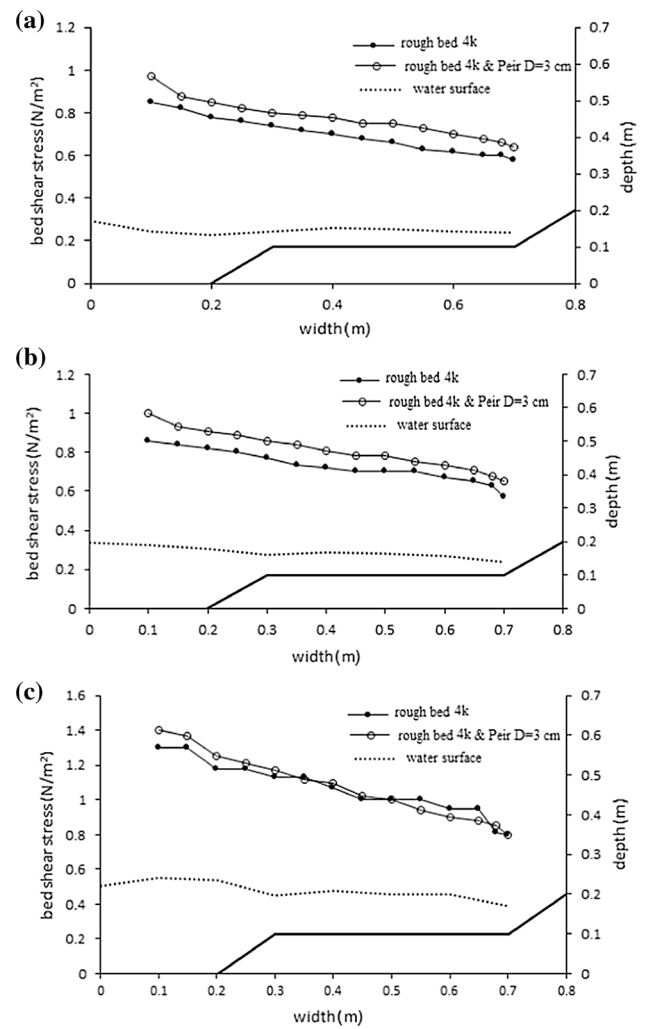 (a)
rough bed 4k
rough bed 4k & Peir D=3 cm
water surface
bed shear stress (N/m²)
1.2
1
0.8
0.6
0.4
0.2
0
0.7
0.6
0.5
0.4
0.3
0.2
0.1
0
depth (m)
0 0.2 0.4 0.6 0.8
width (m)
(b)
rough bed 4k
rough bed 4k & Peir D=3 cm
water surface
bed shear stress (N/m²)
1.2
1
0.8
0.6
0.4
0.2
0
0.7
0.6
0.5
0.4
0.3
0.2
0.1
0
depth (m)
0 0.1 0.2 0.3 0.4 0.5 0.6 0.7 0.8
width (m)
(c)
rough bed 4k
rough bed 4k & Peir D=3 cm
water surface
bed shear stress (N/m²)
1.6
1.4
1.2
1
0.8
0.6
0.4
0.2
0
0.7
0.6
0.5
0.4
0.3
0.2
0.1
0
depth (m)
0 0.1 0.2 0.3 0.4 0.5 0.6 0.7 0.8
width (m)